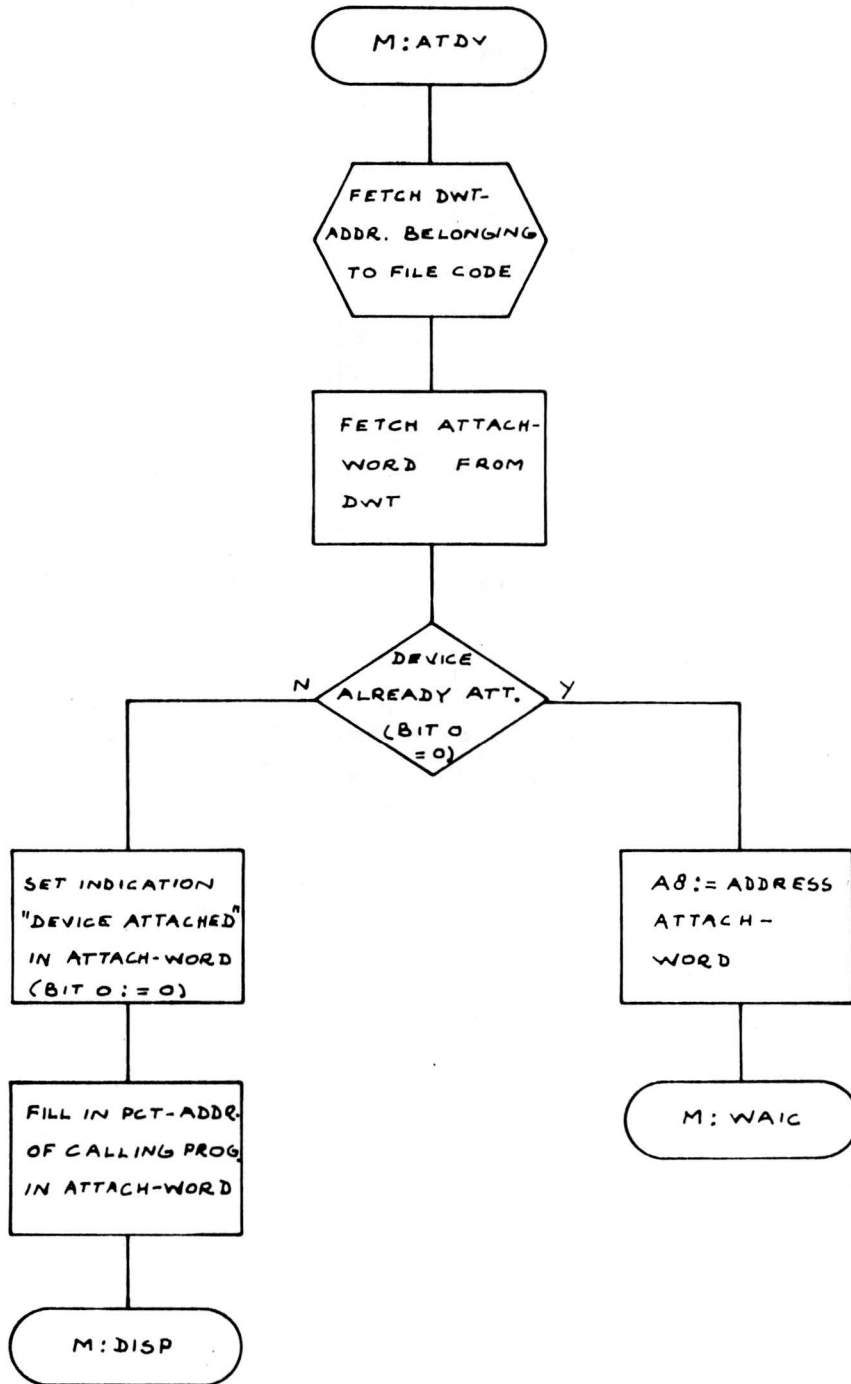 M:ATDV
FETCH DWT-
ADDR. BELONGING
TO FILE CODE
FETCH ATTACH-
WORD FROM
DWT
DEVICE
ALREADY ATT.
(BIT 0
=0)
N
Y
SET INDICATION
"DEVICE ATTACHED"
IN ATTACH-WORD
(BIT 0:=0)
FILL IN PCT-ADDR.
OF CALLING PROG.
IN ATTACH-WORD
M:DISP
A8:= ADDRESS
ATTACH-
WORD
M:WAIC